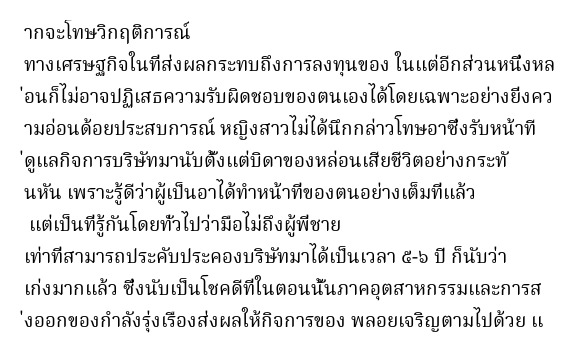 ากจะโทษวิกฤติการณ์
ทางเศรษฐกิจในที่ส่งผลกระทบถึงการลงทุนของ ในแต่อีกส่วนหนึ่งหล
่อนก็ไม่อาจปฏิเสธความรับผิดชอบของตนเองได้โดยเฉพาะอย่างยิ่งคว
ามอ่อนด้อยประสบการณ์ หญิงสาวไม่ได้นึกกล่าวโทษอาซึ่งรับหน้าที
่ดูแลกิจการบริษัทมานับตั้งแต่บิดาของหล่อนเสียชีวิตอย่างกระทั
นหัน เพราะรู้ดีว่าผู้เป็นอาได้ทำหน้าที่ของตนอย่างเต็มที่แล้ว
แต่เป็นที่รู้กันโดยทั่วไปว่ามือไม่ถึงผู้พี่ชาย
เท่าที่สามารถประคับประคองบริษัทมาได้เป็นเวลา ๕-๖ ปี ก็นับว่า
เก่งมากแล้ว ซึ่งนับเป็นโชคดีที่ในตอนนั้นภาคอุตสาหกรรมและการส
่งออกของกำลังรุ่งเรืองส่งผลให้กิจการของ พลอยเจริญตามไปด้วย แ